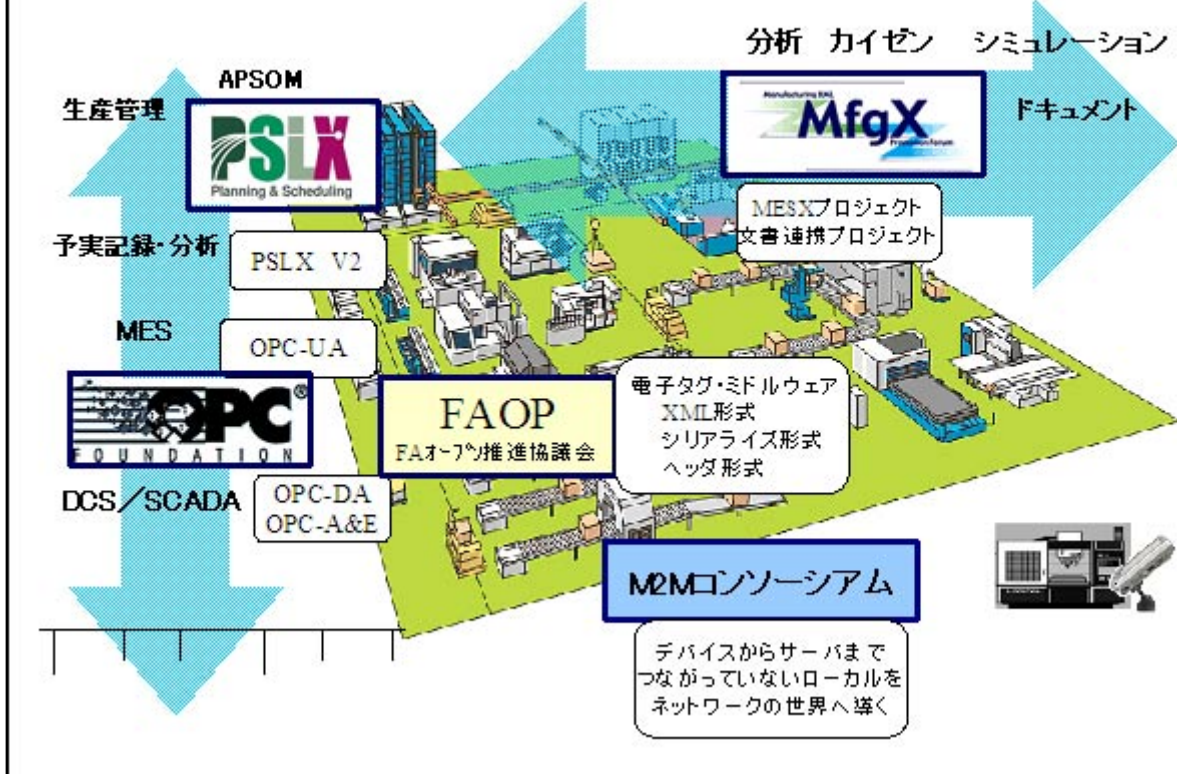 分析 カイゼン シミュレーション
ドキュメント
APSOM
生産管理
PSLX
Planning & Scheduling
Manufacturing XML
MfgX
Promotion Forum
MESXプロジェクト
文書連携プロジェクト
予実記録・分析
PSLX V2
MES
OPC-UA
OPC®
FOUNDATION
FAOP
FAオープン推進協議会
電子タグ・ミドルウェア
XML形式
シリアライズ形式
ヘッダ形式
DCS/SCADA
OPC-DA
OPC-A&E
M2Mコンソーシアム
デバイスからサーバまで
つながっていないローカルを
ネットワークの世界へ導く